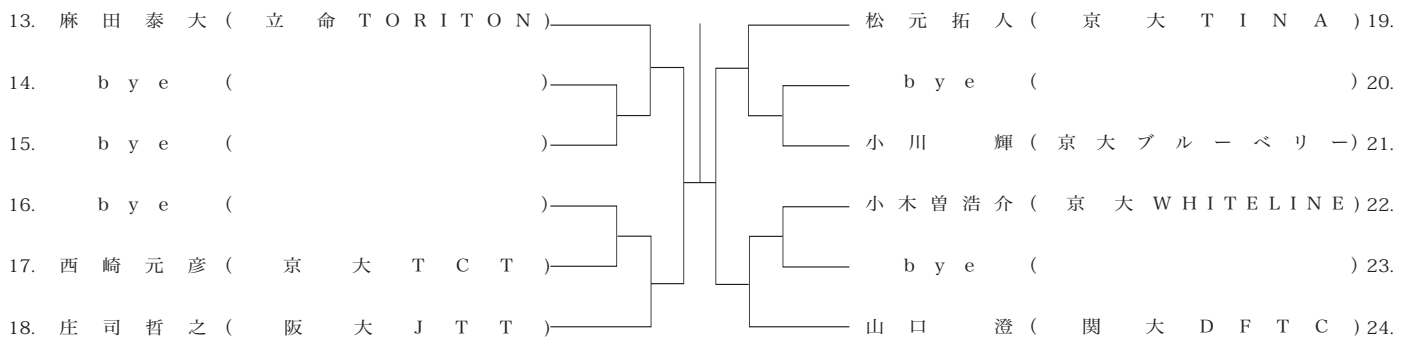 13. 麻田泰大(立命TORITON)
14. bye ( )
15. bye ( )
16. bye ( )
17. 西崎元彦(京大TCT)
18. 庄司哲之(阪大JTT)
松元拓人(京大TINA)19.
bye ( )20.
小川 輝(京大ブルーベリー)21.
小木曽浩介(京大WHITELINE)22.
bye ( )23.
山口 澄(関大DFTC)24.